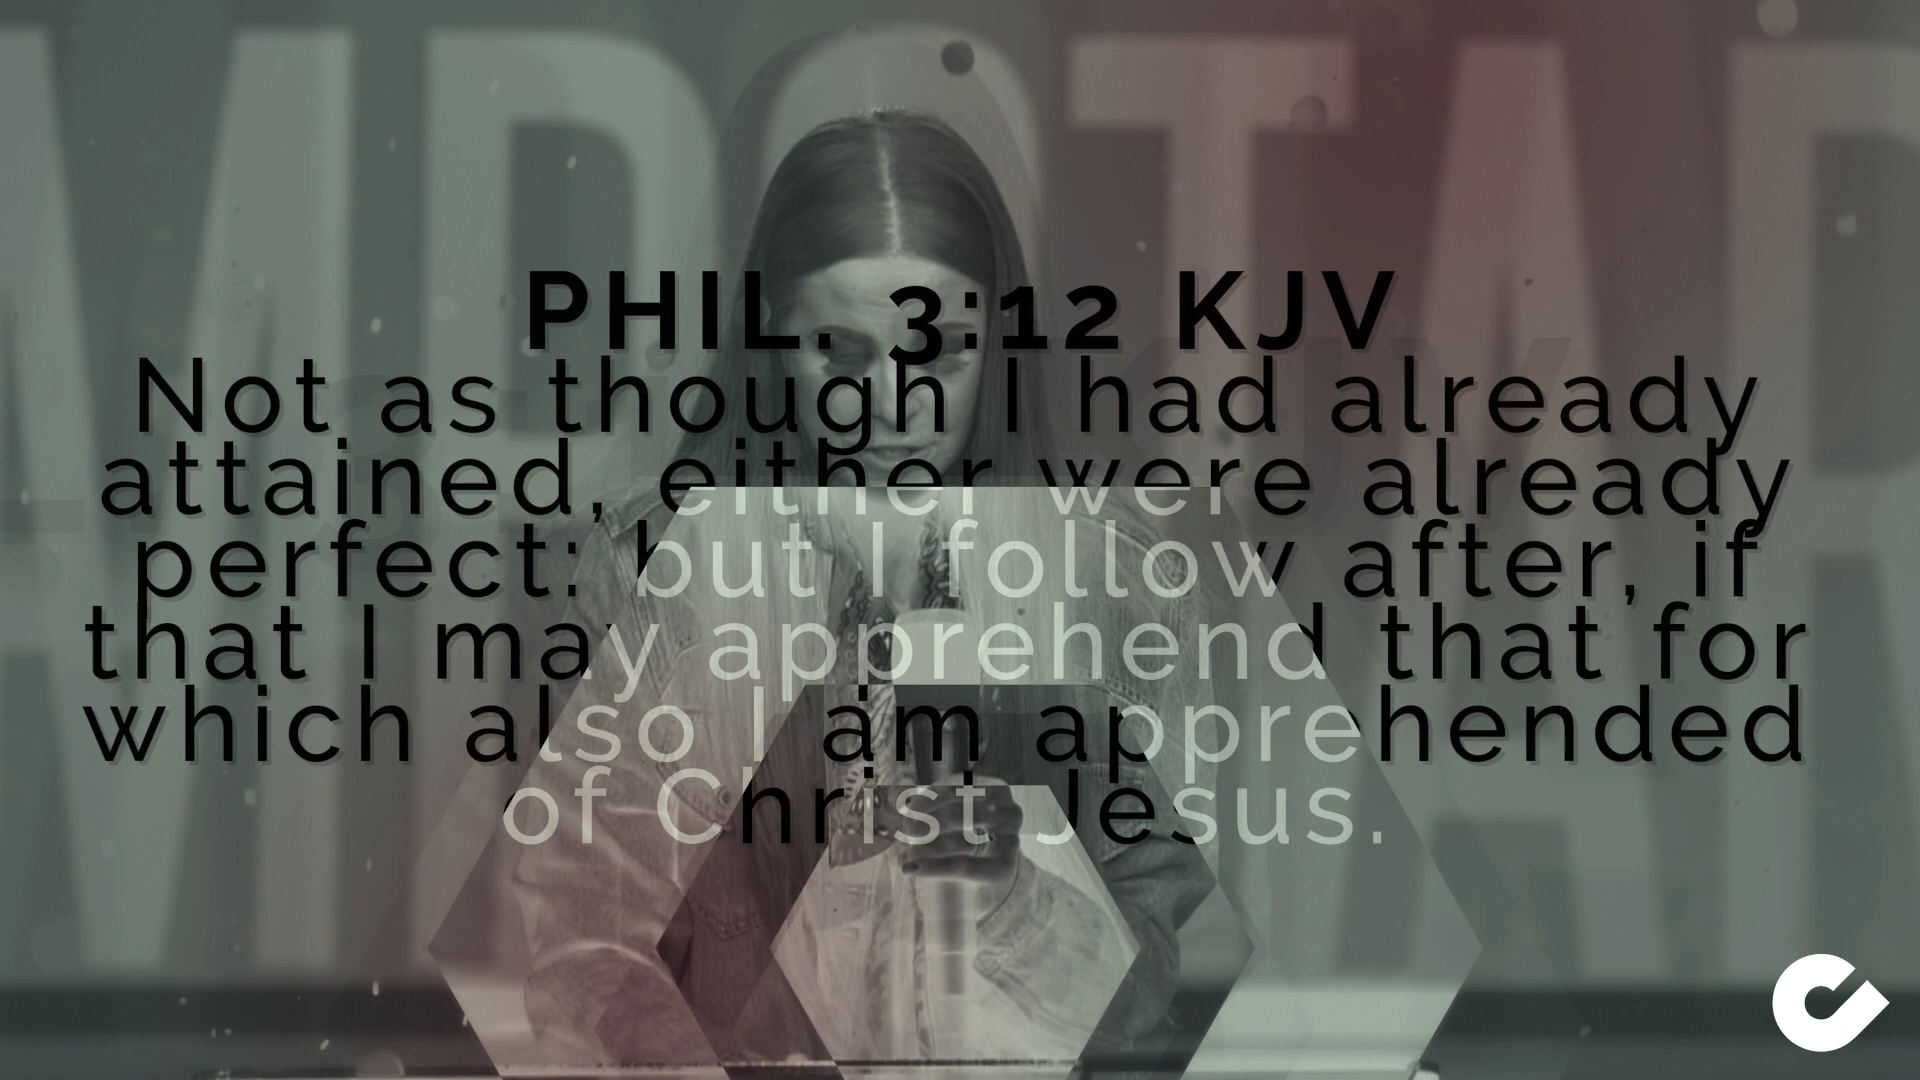 PHIL. 3:12 KJV
Not as though I had already
attained, either were already
perfect: but I follow after, if
that I may apprehend that for
which also I am apprehended
of Christ Jesus.